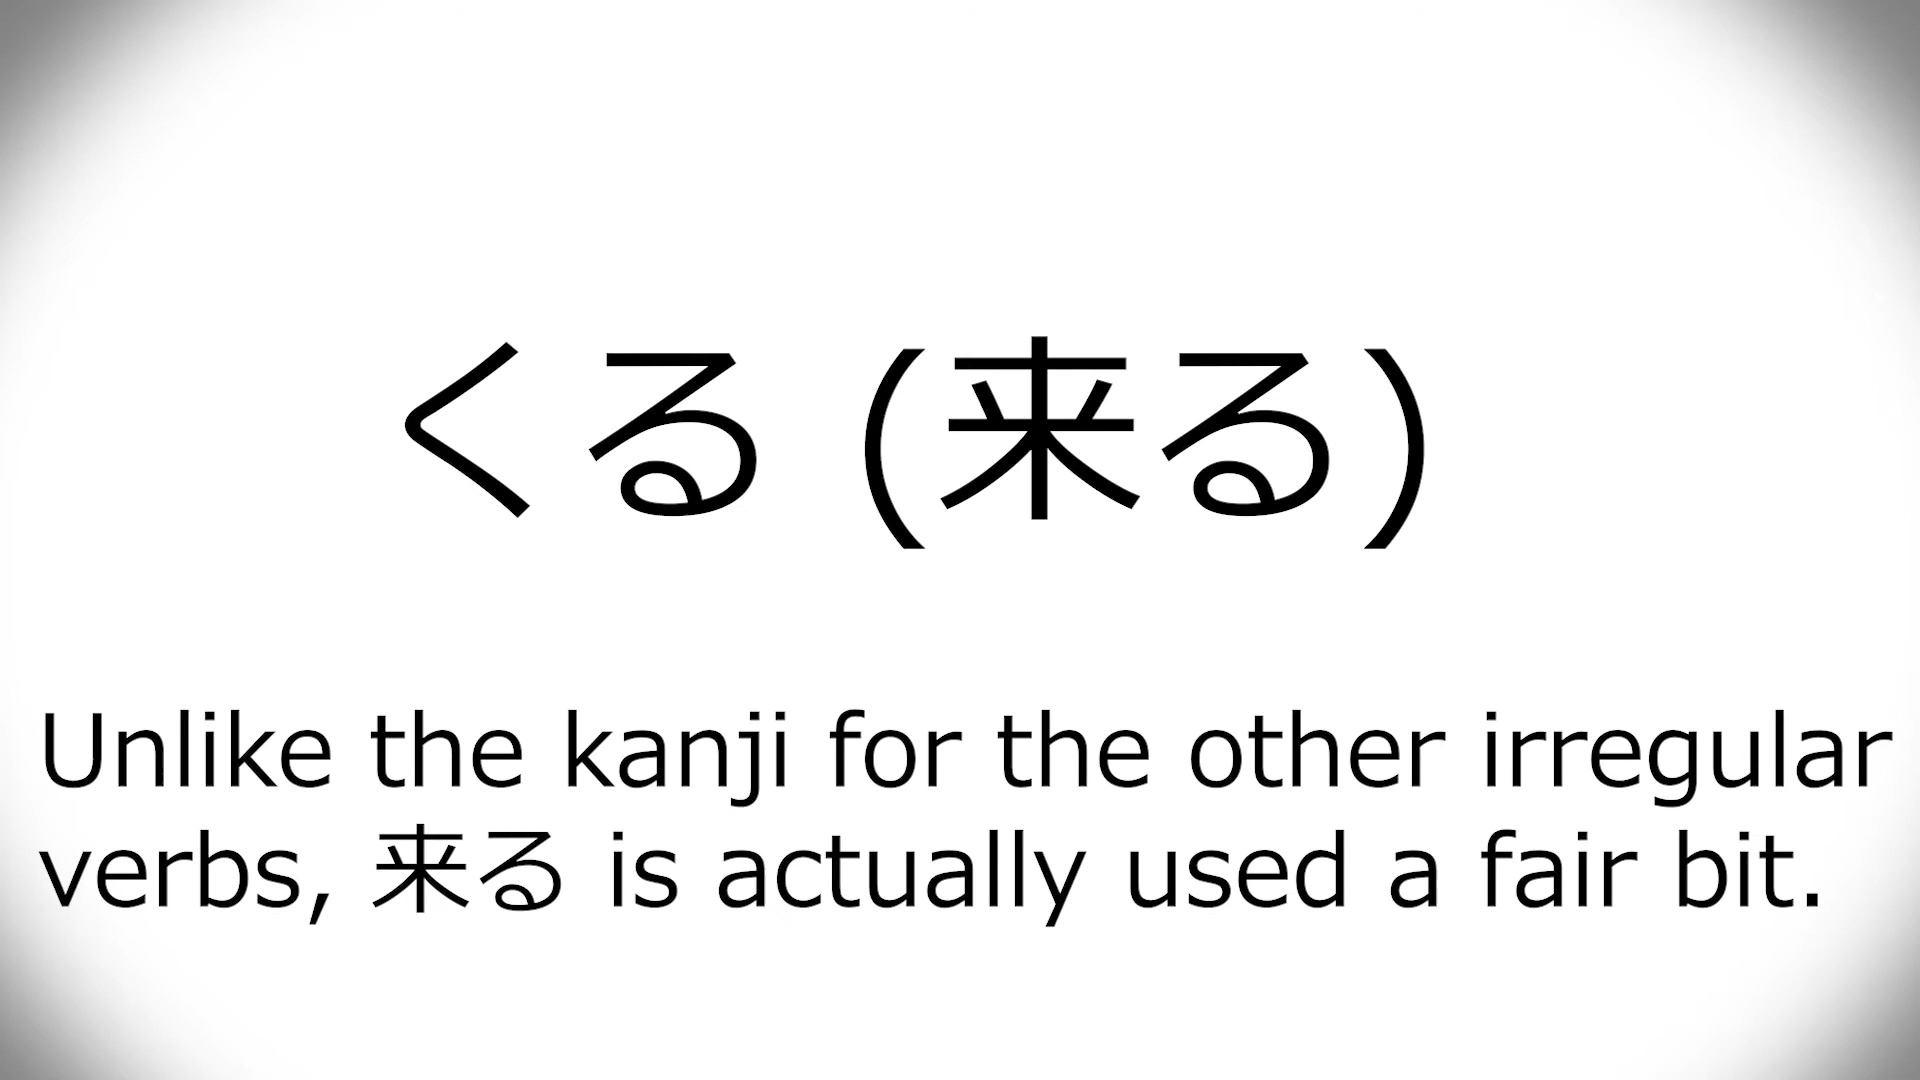 くる (来る)
Unlike the kanji for the other irregular
verbs, 来る is actually used a fair bit.